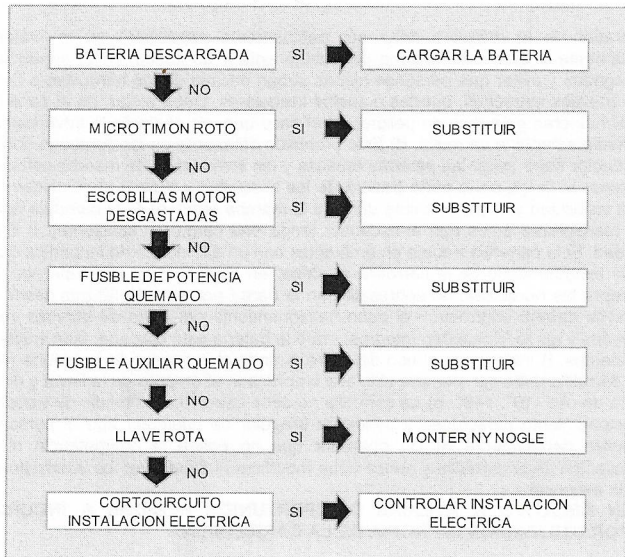 BATERIA DESCARGADA SI CARGAR LA BATERIA
NO
MICRO TIMON ROTO SI SUBSTITUIR
NO
ESCOBILLAS MOTOR
DESGASTADAS SI SUBSTITUIR
NO
FUSIBLE DE POTENCIA
QUEMADO SI SUBSTITUIR
NO
FUSIBLE AUXILIAR QUEMADO SI SUBSTITUIR
NO
LLAVE ROTA SI MONTER NY NOGLE
NO
CORTOCIRCUITO
INSTALACION ELECTRICA SI CONTROLAR INSTALACION
ELECTRICA